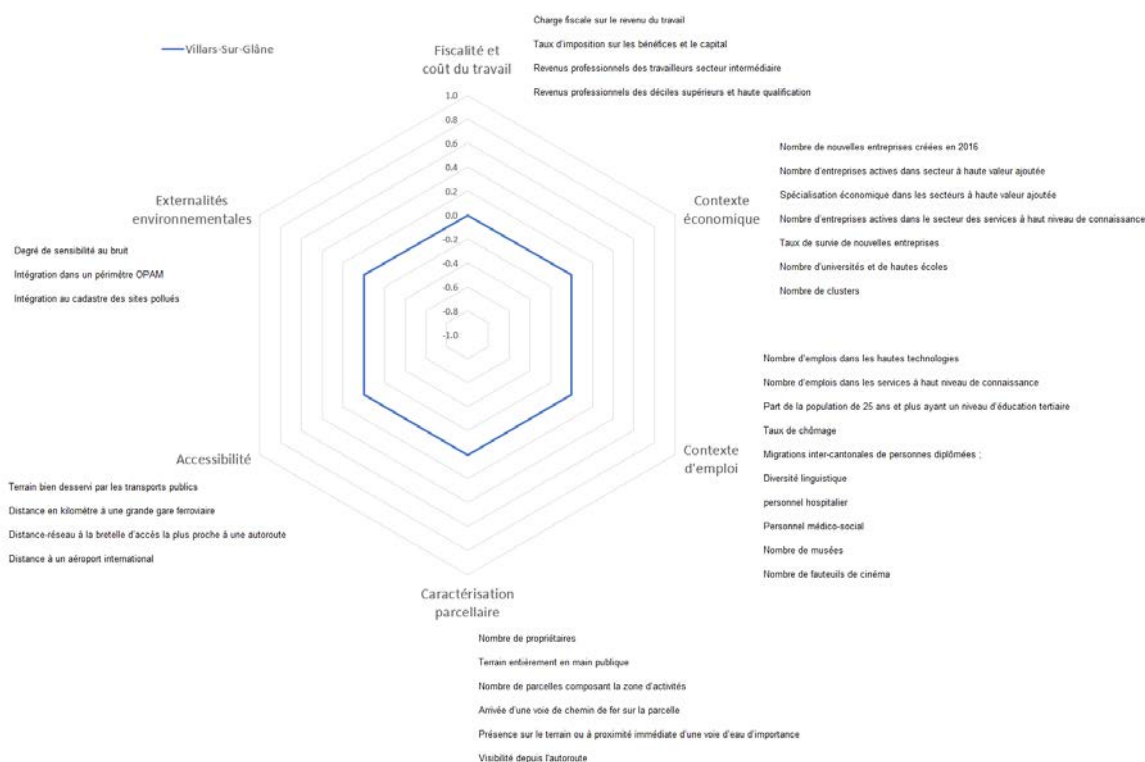 Villars-Sur-Glâne
Fiscalité et
coût du travail
Charge fiscale sur le revenu du travail
Taux d'imposition sur les bénéfices et le capital
Revenus professionnels des travailleurs secteur intermédiaire
Revenus professionnels des déciles supérieurs et haute qualification
1.0
0.8
0.6
0.4
0.2
0.0
-0.2
-0.4
-0.6
-0.8
-1.0
Contexte
économique
Nombre de nouvelles entreprises créées en 2016
Nombre d'entreprises actives dans secteur à haute valeur ajoutée
Spécialisation économique dans les secteurs à haute valeur ajoutée
Nombre d'entreprises actives dans le secteur des services à haut niveau de connaissance
Taux de survie de nouvelles entreprises
Nombre d'universités et de hautes écoles
Nombre de clusters
Externalités
environnementales
Degré de sensibilité au bruit
Intégration dans un périmètre OPAM
Intégration au cadastre des sites pollués
Contexte
d'emploi
Nombre d'emplois dans les hautes technologies
Nombre d'emplois dans les services à haut niveau de connaissance
Part de la population de 25 ans et plus ayant un niveau d'éducation tertiaire
Taux de chômage
Migrations inter-cantonales de personnes diplômées ;
Diversité linguistique
personnel hospitalier
Personnel médico-social
Nombre de musées
Nombre de fauteuils de cinéma
Accessibilité
Terrain bien desservi par les transports publics
Distance en kilomètre à une grande gare ferroviaire
Distance-réseau à la bretelle d'accès la plus proche à une autoroute
Distance à un aéroport international
Caractérisation
parcellaire
Nombre de propriétaires
Terrain entièrement en main publique
Nombre de parcelles composant la zone d'activités
Arrivée d'une voie de chemin de fer sur la parcelle
Présence sur le terrain ou à proximité immédiate d'une voie d'eau d'importance
Visibilité depuis l'autoroute